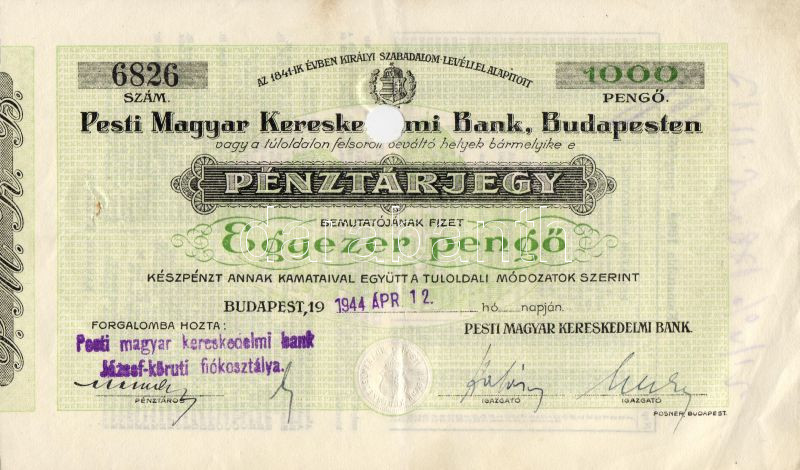 6826
SZÁM.
AZ 1841-IK ÉVBEN KIRÁLYI SZABADALOM-LEVÉLLEL ALAPÍTOTT
1000
PENGŐ.
Pesti Magyar Kereske mi Bank, Budapesten
vagy a túloldalon felsorolt beváltó helyek bármelyike e
PÉNZTÁRJEGY
BEMUTATÓJÁNAK FIZET
Egyezer pengő
KÉSZPÉNZT ANNAK KAMATAIVAL EGYÜTT A TULOLDALI MÓDOZATOK SZERINT
BUDAPEST, 19 1944 ÁPR 12. hó napján.
FORGALOMBA HOZTA:
PESTI MAGYAR KERESKEDELMI BANK.
Pesti magyar kereskedelmi bank
József-körúti fiókosztálya.
PÉNZTÁROS
IGAZGATÓ
IGAZGATÓ
POSNER BUDAPEST.